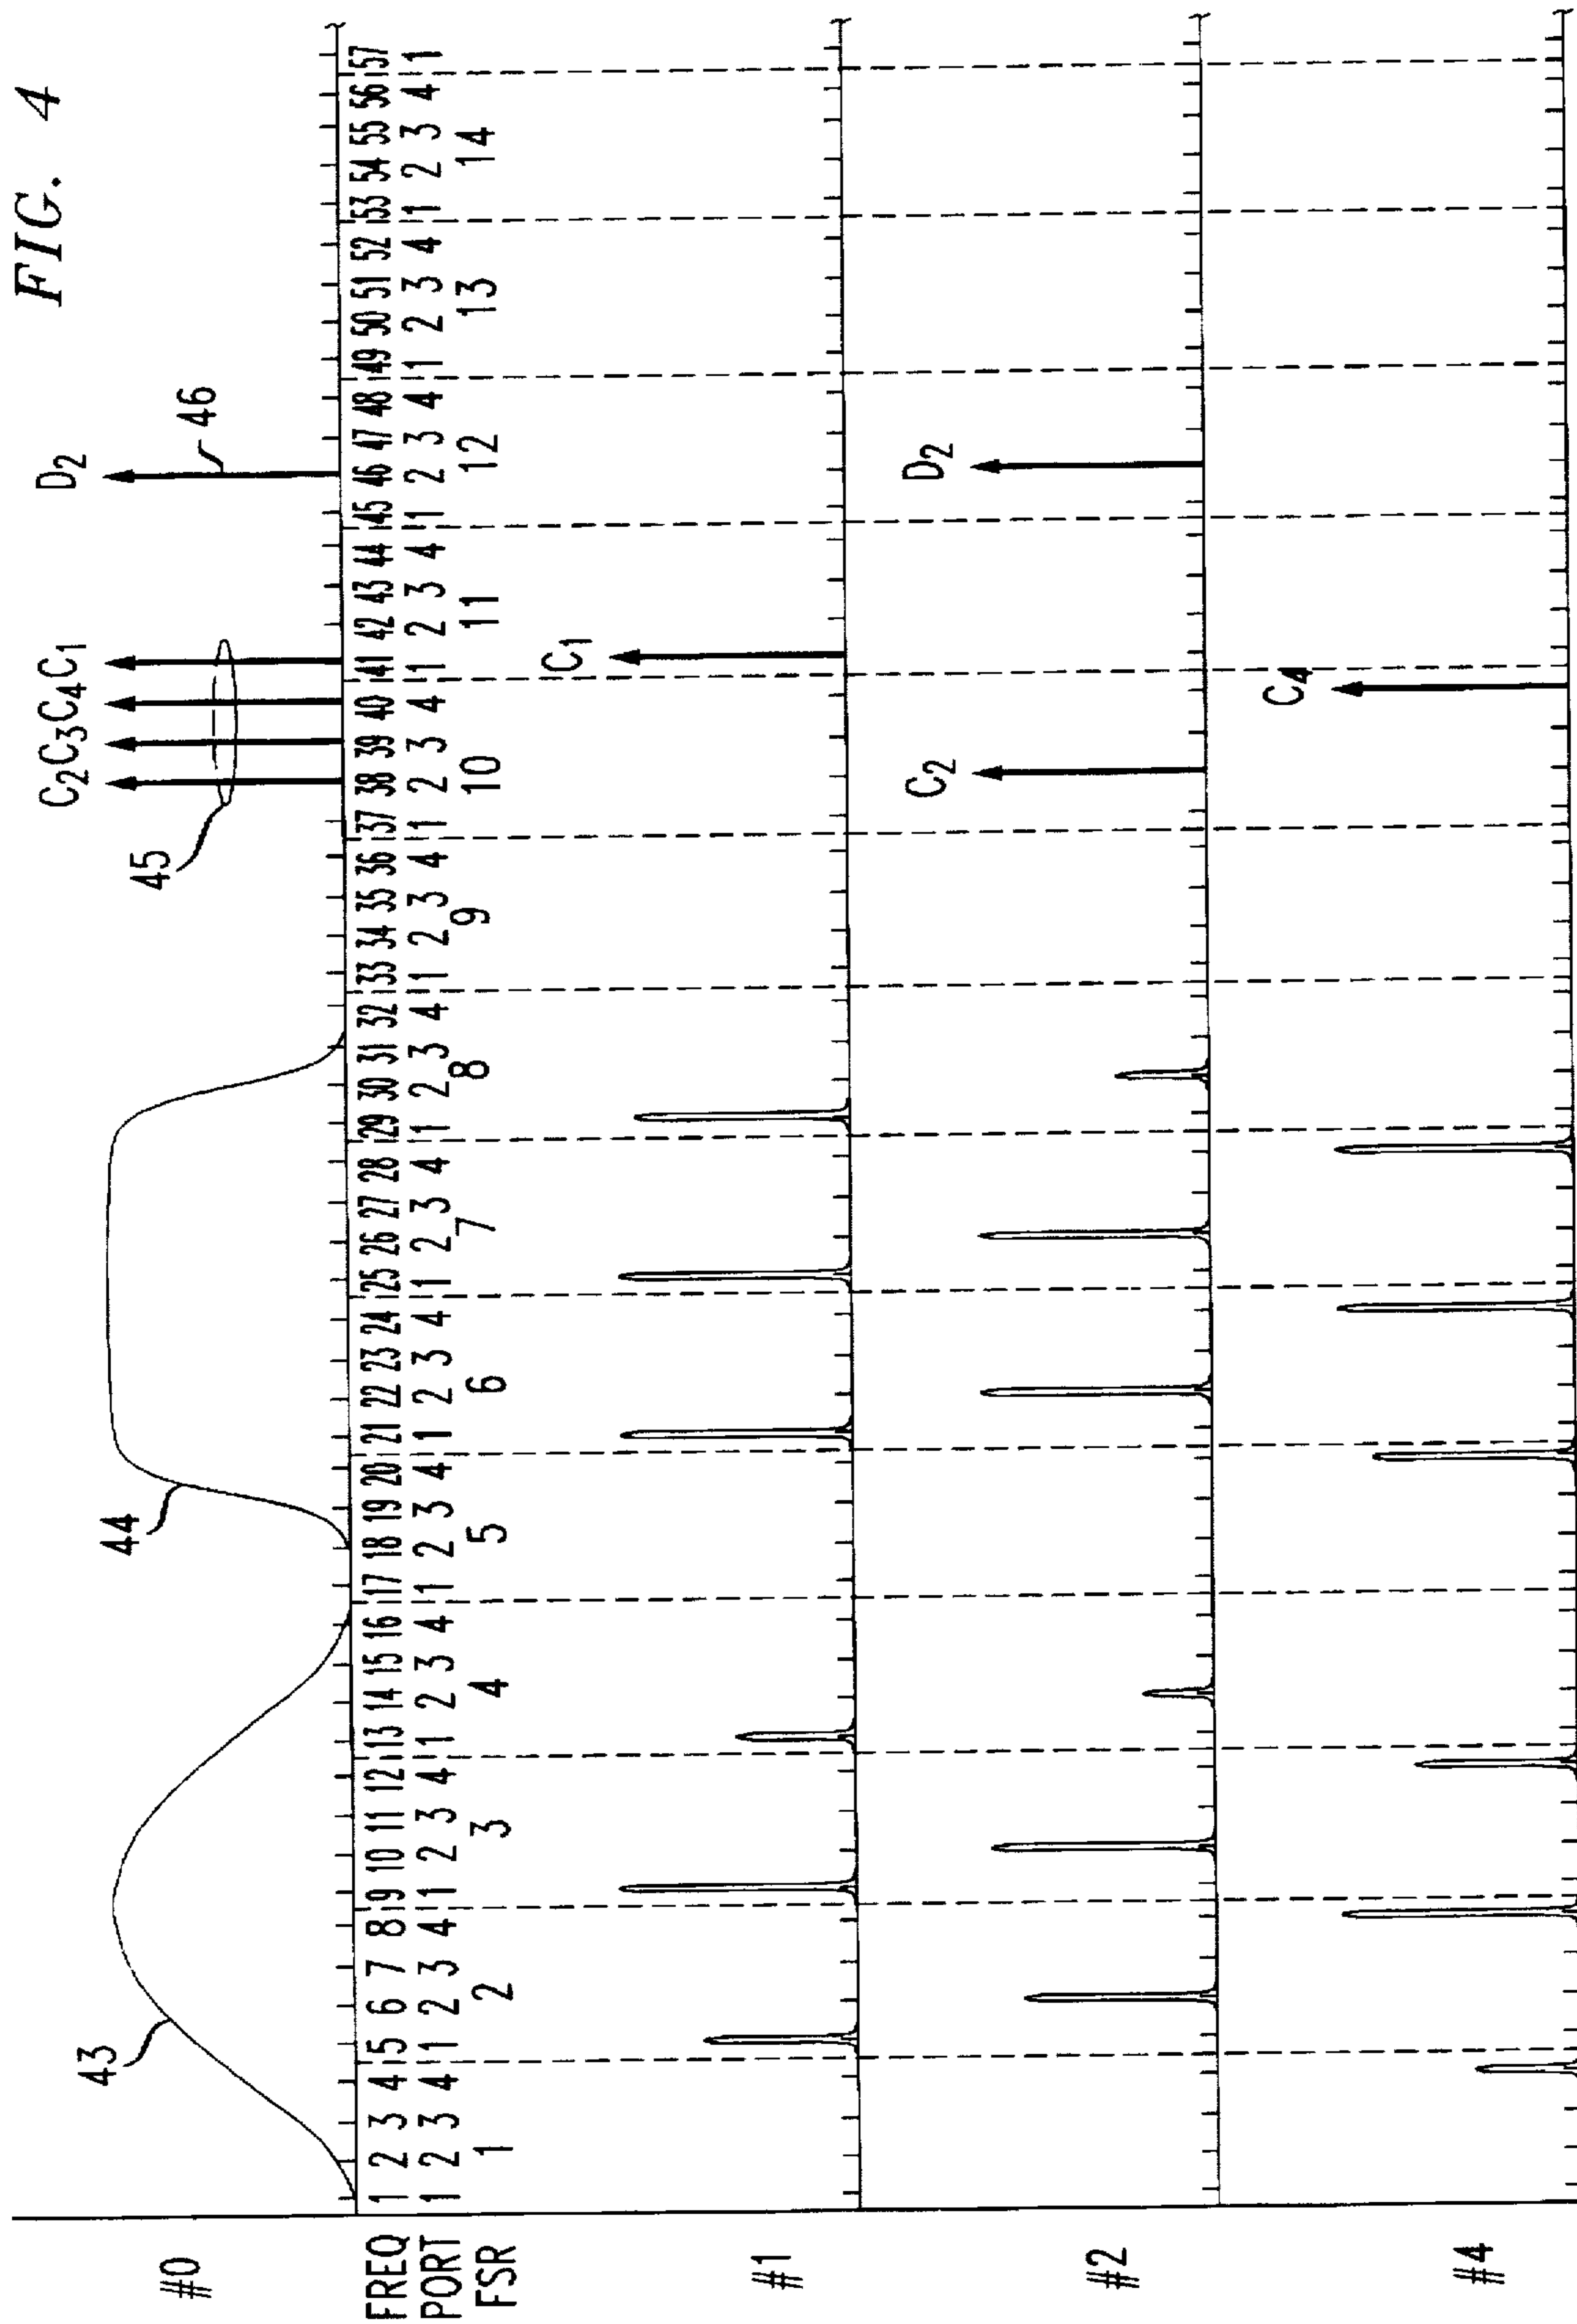 FIG. 4
43
44
45
C2 C3 C4 C1
D2
46
#0
FREQ 1 2 3 4 5 6 7 8 9 10 11 12 13 14 15 16 17 18 19 20 21 22 23 24 25 26 27 28 29 30 31 32 33 34 35 36 37 38 39 40 41 42 43 44 45 46 47 48 49 50 51 52 53 54 55 56 57
PORT 1 2 3 4 1 2 3 4 1 2 3 4 1 2 3 4 1 2 3 4 1 2 3 4 1 2 3 4 1 2 3 4 1 2 3 4 1 2 3 4 1 2 3 4 1 2 3 4 1 2 3 4 1 2 3 4 1
FSR 1 2 3 4 5 6 7 8 9 10 11 12 13 14
#1
C1
#2
C2
D2
#4
C4